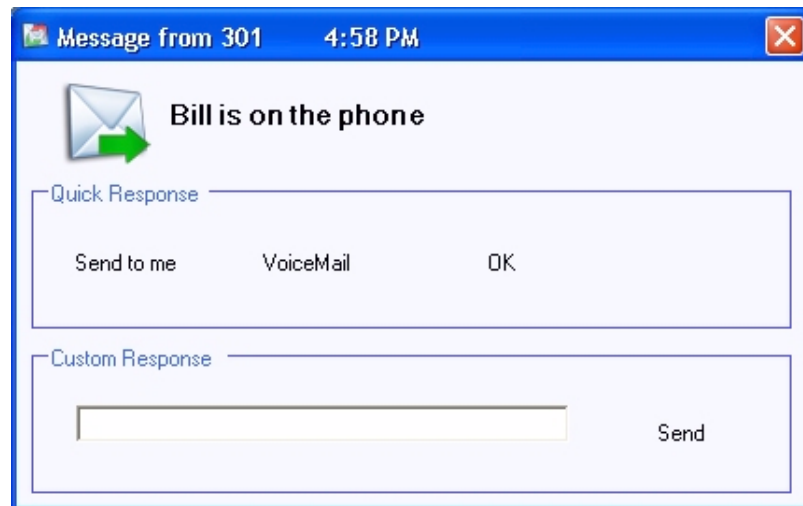 Message from 301 4:58 PM
Bill is on the phone
Quick Response
Send to me VoiceMail OK
Custom Response
Send